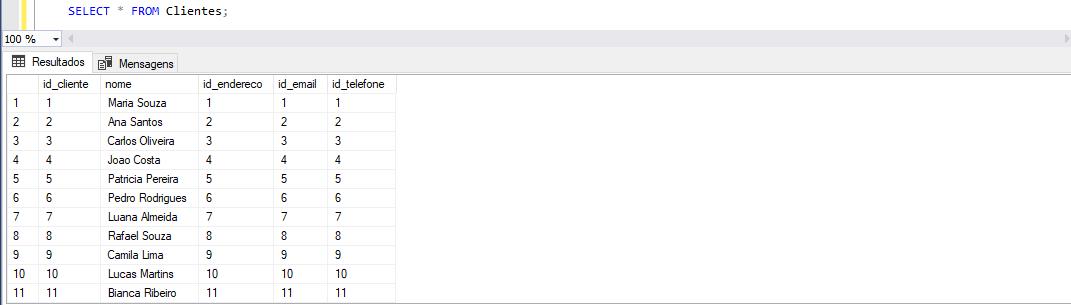 SELECT * FROM Clientes;
100 %
Resultados Mensagens
id_cliente nome id_endereco id_email id_telefone
1 1 Maria Souza 1 1 1
2 2 Ana Santos 2 2 2
3 3 Carlos Oliveira 3 3 3
4 4 Joao Costa 4 4 4
5 5 Patricia Pereira 5 5 5
6 6 Pedro Rodrigues 6 6 6
7 7 Luana Almeida 7 7 7
8 8 Rafael Souza 8 8 8
9 9 Camila Lima 9 9 9
10 10 Lucas Martins 10 10 10
11 11 Bianca Ribeiro 11 11 11